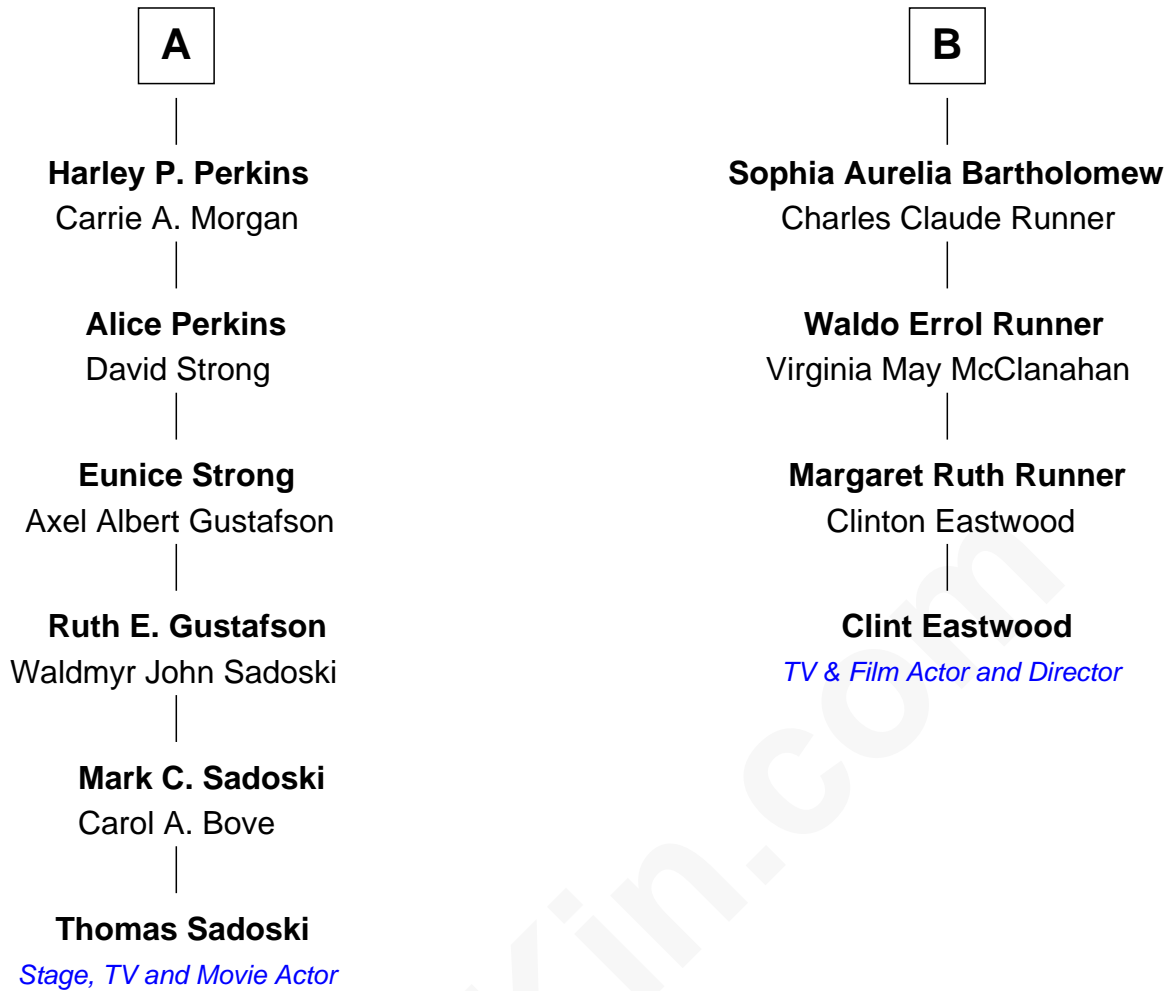 A
Harley P. Perkins
Carrie A. Morgan
Alice Perkins
David Strong
Eunice Strong
Axel Albert Gustafson
Ruth E. Gustafson
Waldmyr John Sadoski
Mark C. Sadoski
Carol A. Bove
Thomas Sadoski
Stage, TV and Movie Actor
B
Sophia Aurelia Bartholomew
Charles Claude Runner
Waldo Errol Runner
Virginia May McClanahan
Margaret Ruth Runner
Clinton Eastwood
Clint Eastwood
TV & Film Actor and Director